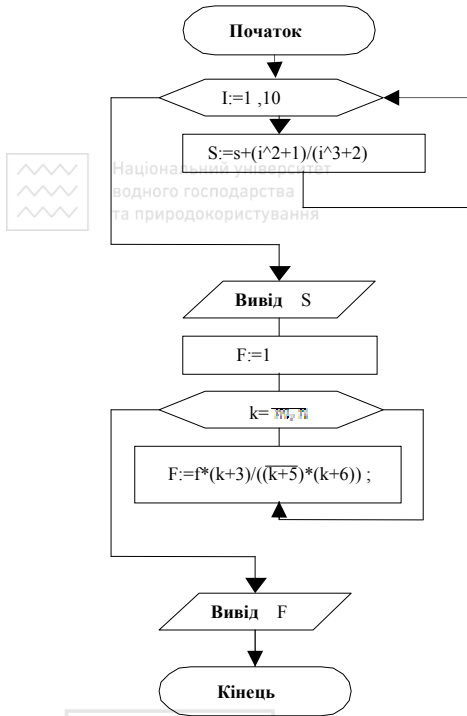 Початок
I:=1 ,10
S:=s+(i^2+1)/(i^3+2)
Національний університет
водного господарства
та природокористування
Вивід S
F:=1
k= m, n
F:=f*(k+3)/((k+5)*(k+6)) ;
Вивід F
Кінець